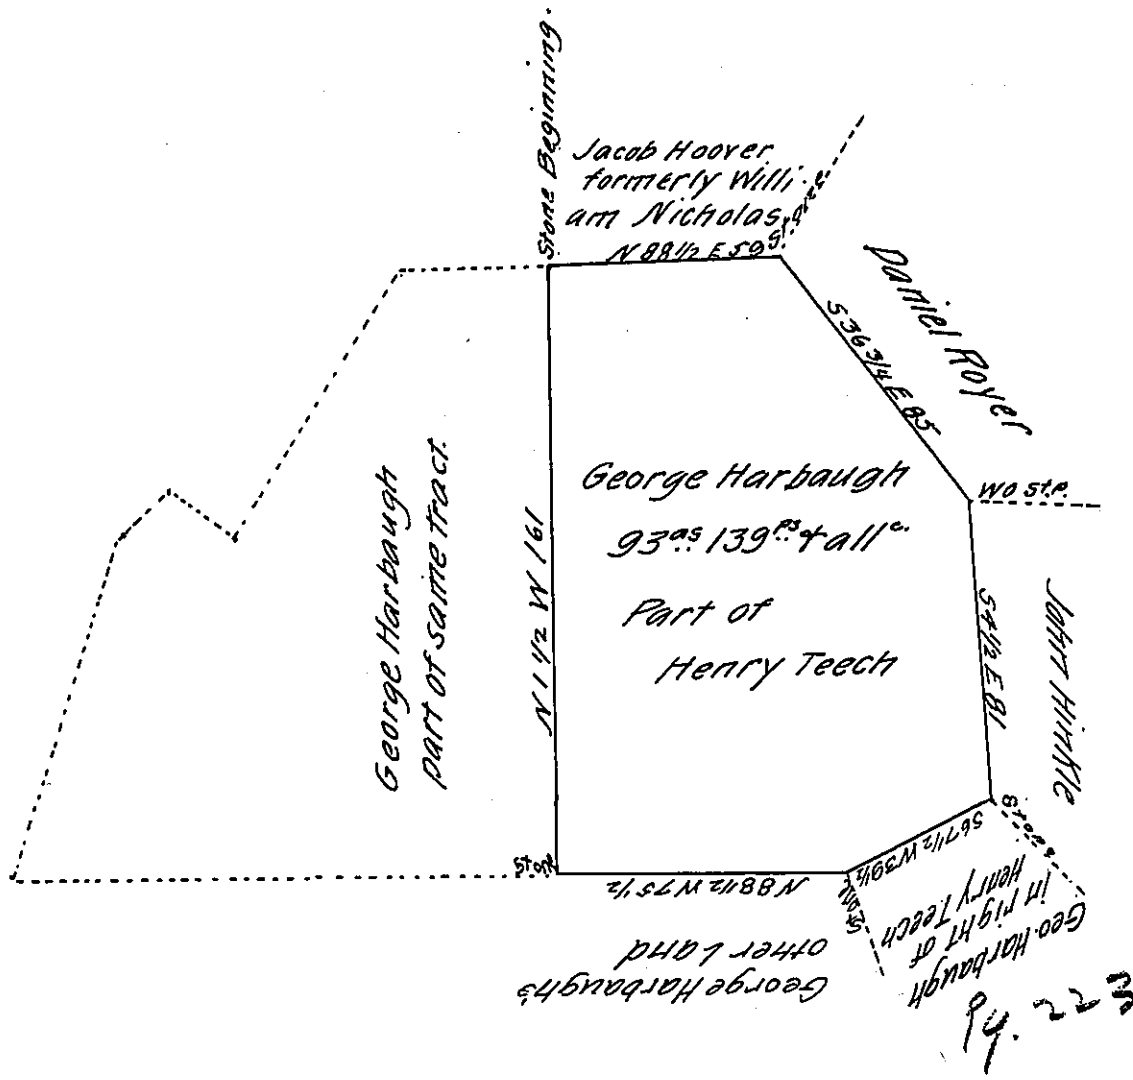 Stone Beginning.
Jacob Hoover
formerly Willi-
am Nicholas
N 88 1/2 E 59
Daniel Royer
S 36 3/4 E 85
W O St. P.
George Harbaugh
93 as 139 ps & all c.
Part of
Henry Teech
N 1 1/2 W 161
George Harbaugh
part of same tract.
S 4 1/2 E 81
John Hinkle
Stone
S 67 1/2 W 39 1/2
Stone
N 88 1/2 W 75 1/2
Stone
Geo. Harbaugh
in right of
Henry Teech
George Harbaugh's
other Land
Pg. 223